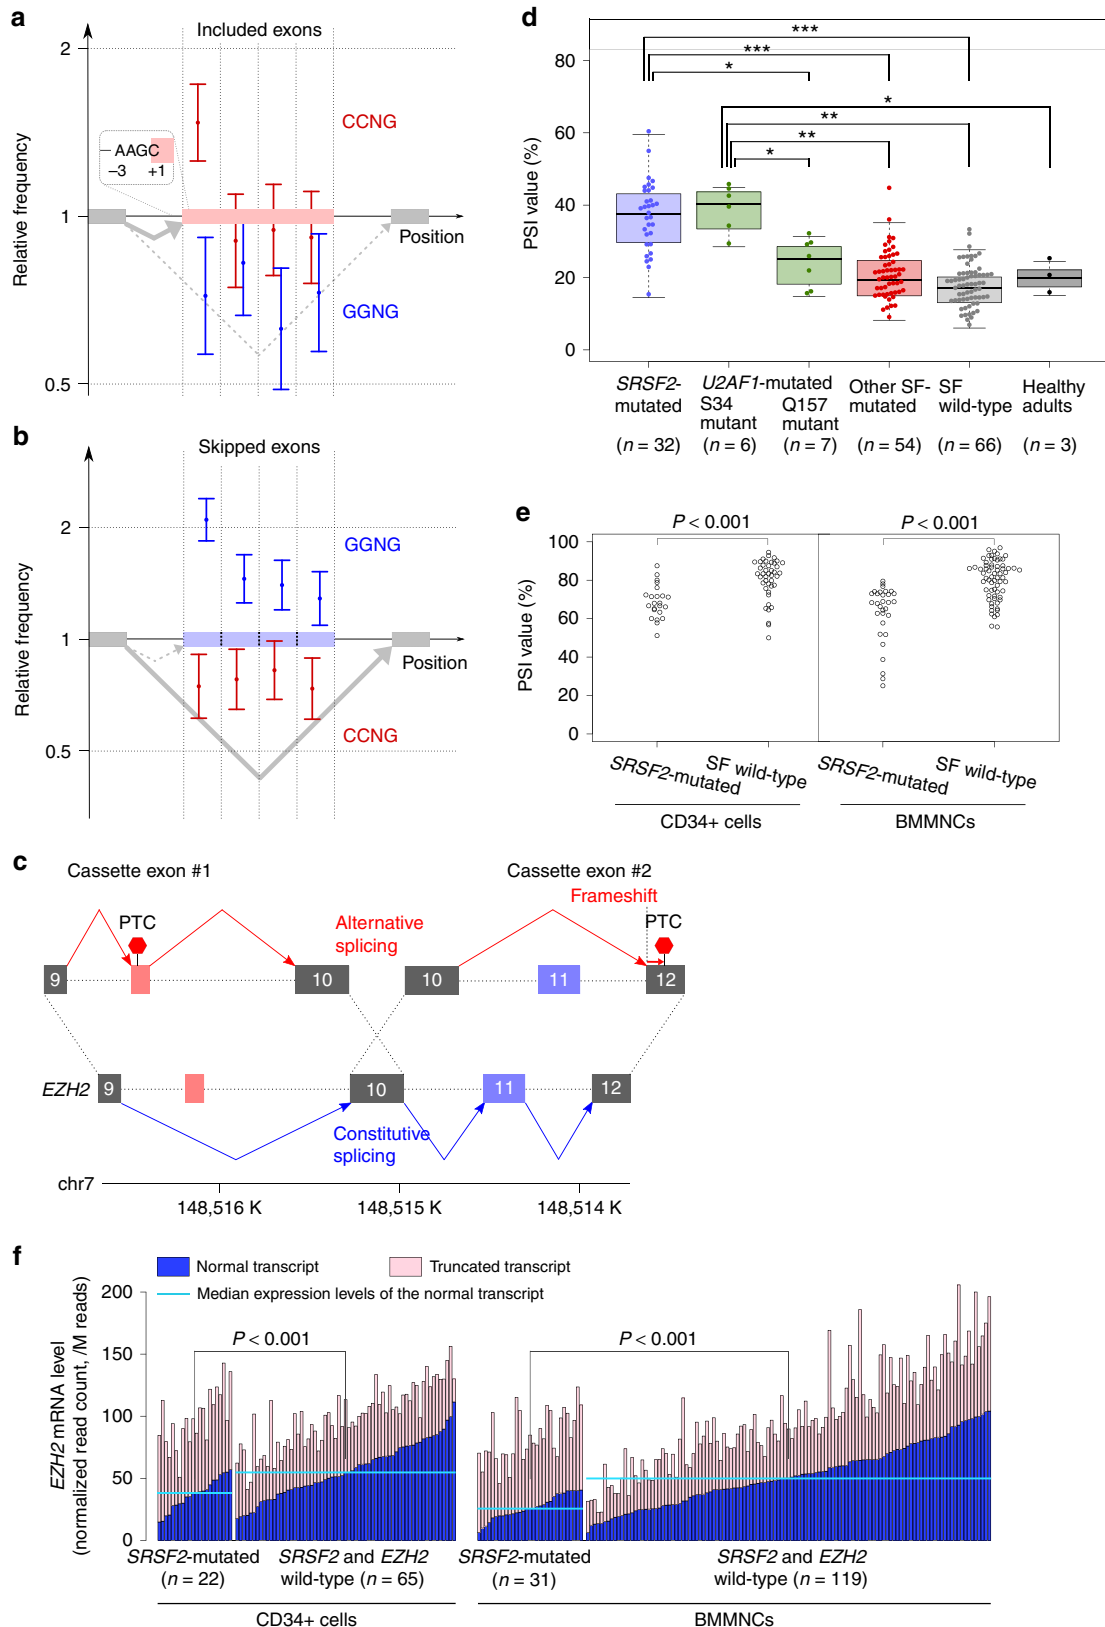 a
Included exons
2
1
0.5
Relative frequency
CCNG
GGNG
AAGC
–3 +1
Position
b
Skipped exons
2
1
0.5
Relative frequency
GGNG
CCNG
Position
c
Cassette exon #1
Cassette exon #2
Frameshift
PTC
PTC
Alternative
splicing
9
10
10
11
12
EZH2
9
10
11
12
Constitutive
splicing
chr7
148,516 K
148,515 K
148,514 K
d
PSI value (%)
80
60
40
20
0
***
***
*
*
**
**
*
SRSF2-
mutated
(n = 32)
U2AF1-mutated
S34
mutant
(n = 6)
Q157
mutant
(n = 7)
Other SF-
mutated
(n = 54)
SF
wild-type
(n = 66)
Healthy
adults
(n = 3)
e
P < 0.001
P < 0.001
PSI value (%)
100
80
60
40
20
0
SRSF2-mutated
SF wild-type
SRSF2-mutated
SF wild-type
CD34+ cells
BMMNCs
f
Normal transcript
Truncated transcript
Median expression levels of the normal transcript
EZH2 mRNA level
(normalized read count, /M reads)
200
150
100
50
0
P < 0.001
P < 0.001
SRSF2-mutated
(n = 22)
SRSF2 and EZH2
wild-type (n = 65)
SRSF2-mutated
(n = 31)
SRSF2 and EZH2
wild-type (n = 119)
CD34+ cells
BMMNCs